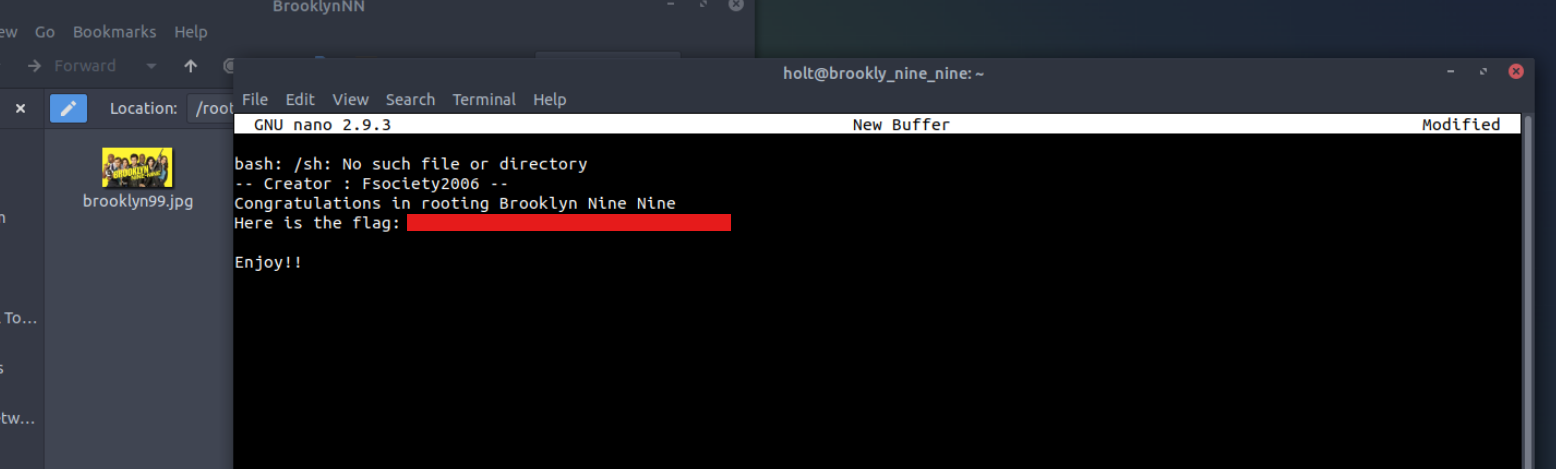 BrooklynNN
ew Go Bookmarks Help
Forward
Location: /root
brooklyn99.jpg
To...
etw...
holt@brookly_nine_nine: ~
File Edit View Search Terminal Help
GNU nano 2.9.3 New Buffer Modified
bash: /sh: No such file or directory
-- Creator : Fsociety2006 --
Congratulations in rooting Brooklyn Nine Nine
Here is the flag:
Enjoy!!